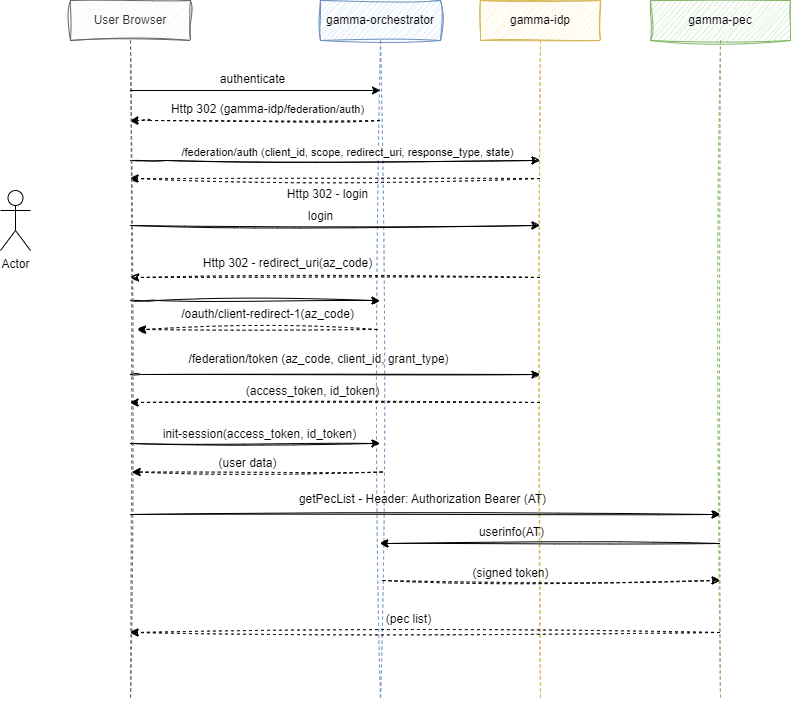 User Browser
gamma-orchestrator
gamma-idp
gamma-pec
authenticate
Http 302 (gamma-idp/federation/auth)
/federation/auth (client_id, scope, redirect_uri, response_type, state)
Http 302 - login
login
Actor
Http 302 - redirect_uri(az_code)
/oauth/client-redirect-1(az_code)
/federation/token (az_code, client_id, grant_type)
(access_token, id_token)
init-session(access_token, id_token)
(user data)
getPecList - Header: Authorization Bearer (AT)
userinfo(AT)
(signed token)
(pec list)